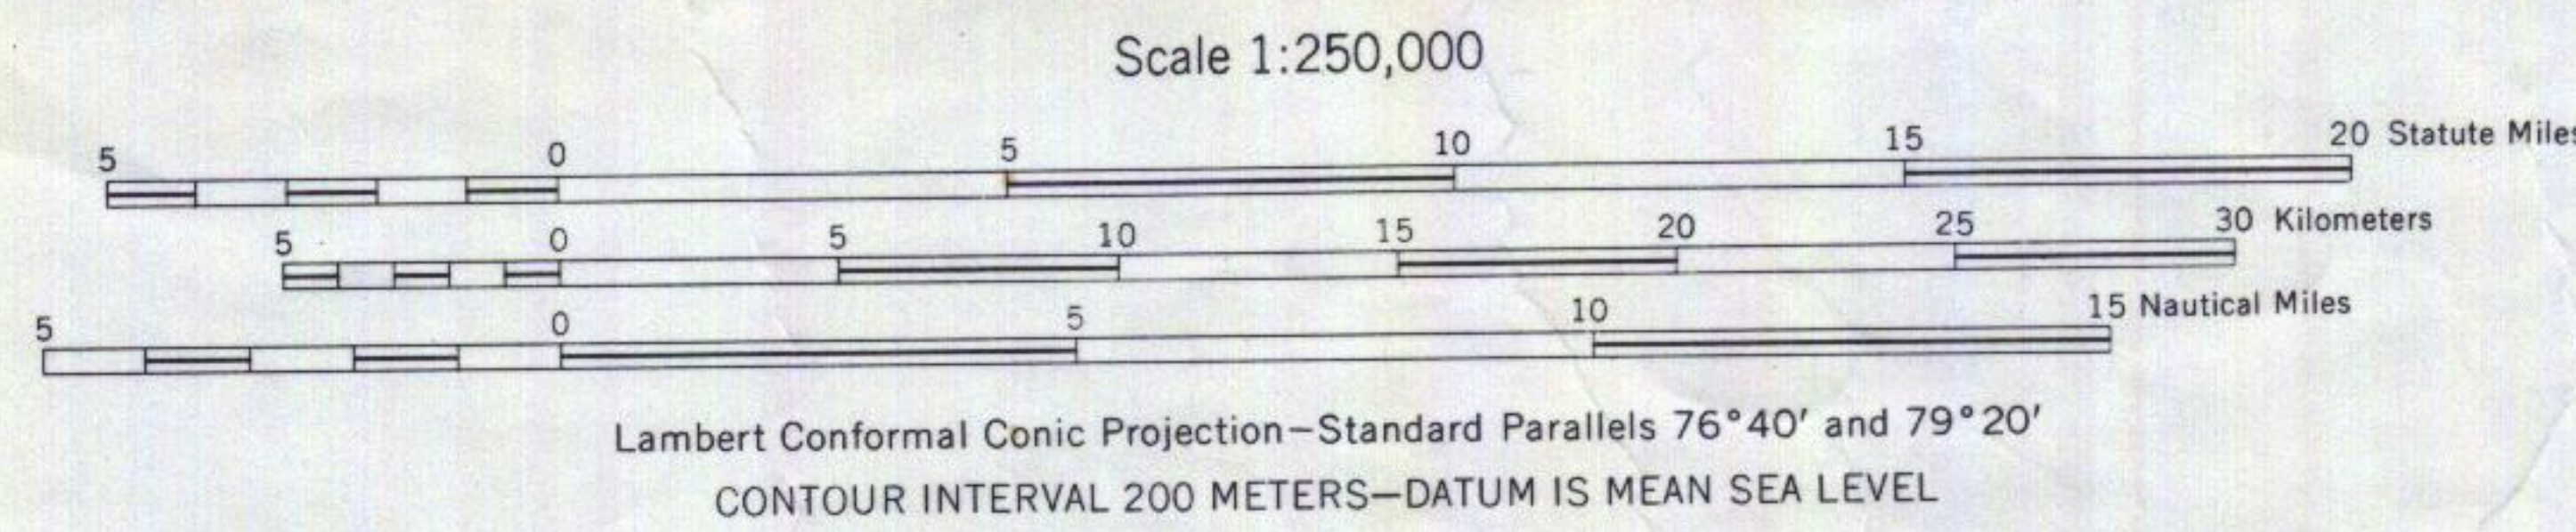 Scale 1:250,000
5 0 5 10 15 20 Statute Miles
5 0 5 10 15 20 25 30 Kilometers
5 0 5 10 15 Nautical Miles
Lambert Conformal Conic Projection—Standard Parallels 76°40' and 79°20'
CONTOUR INTERVAL 200 METERS—DATUM IS MEAN SEA LEVEL